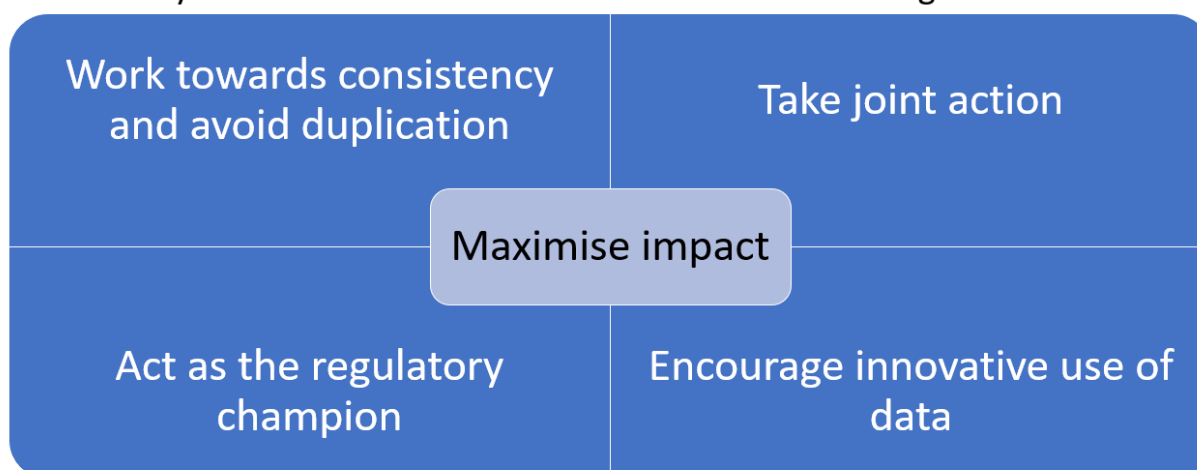 Work towards consistency
and avoid duplication
Take joint action
Maximise impact
Act as the regulatory
champion
Encourage innovative use of
data